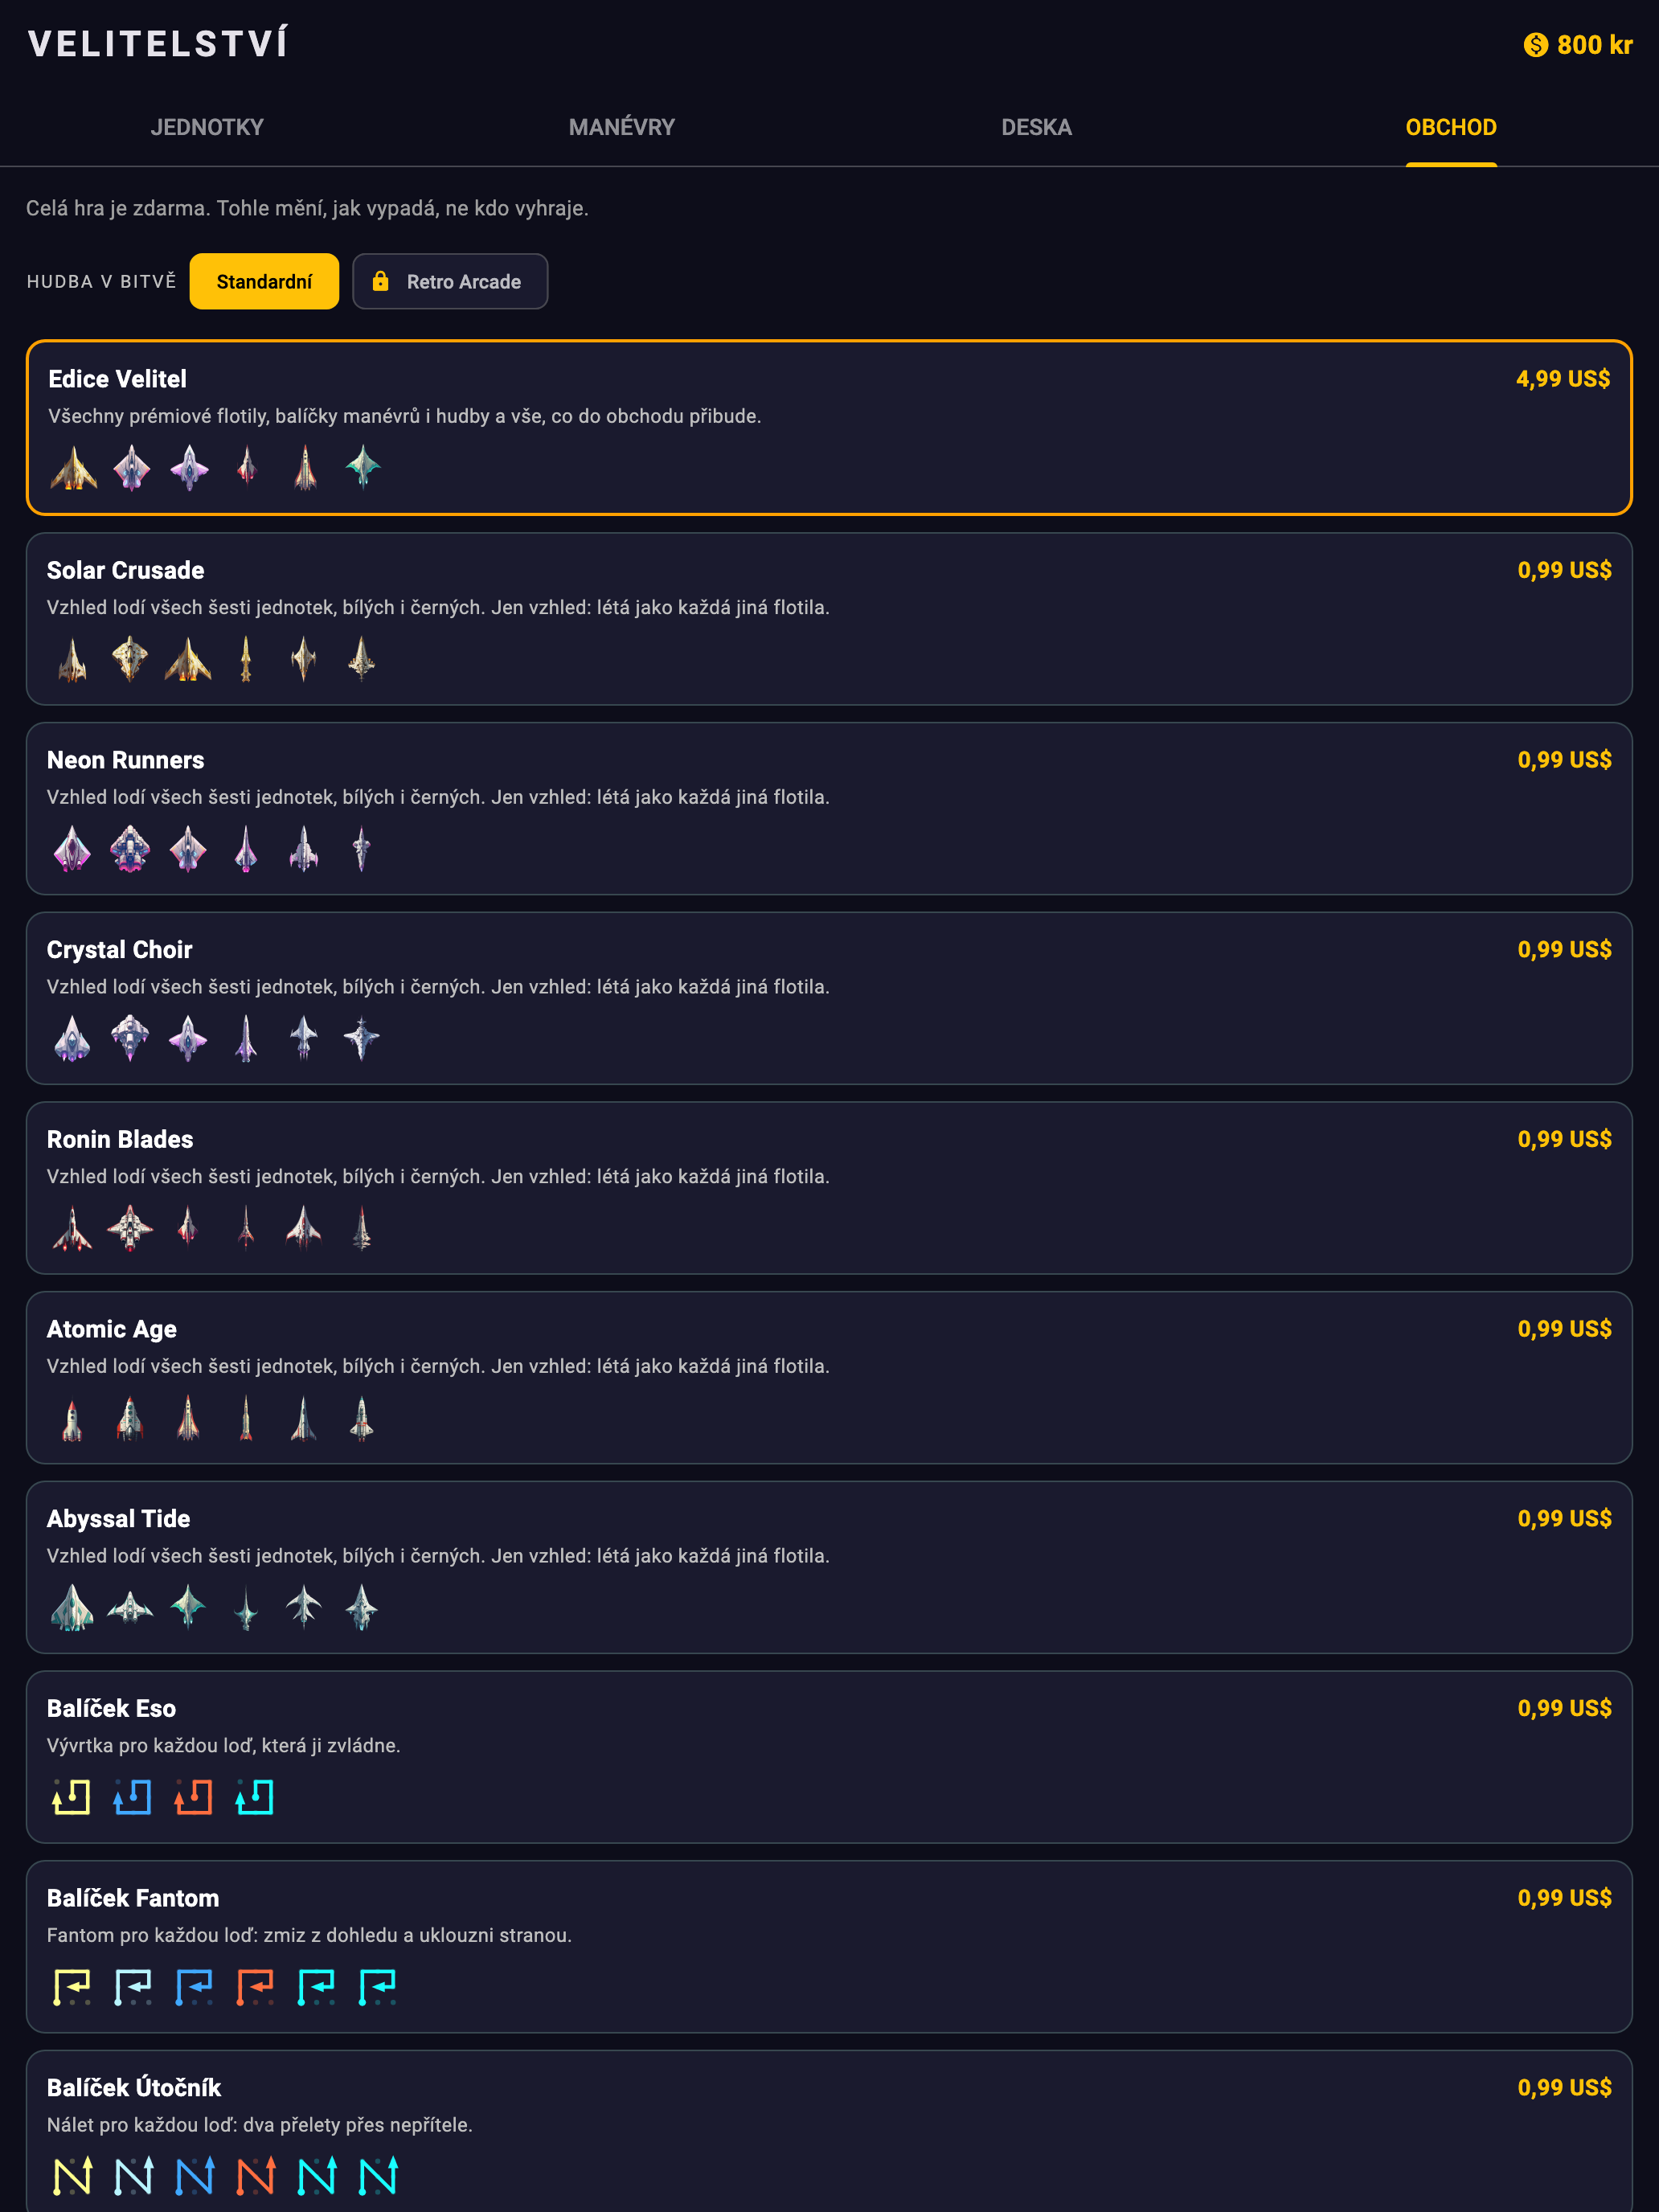 VELITELSTVÍ
800 kr
JEDNOTKY
MANÉVRY
DESKA
OBCHOD
Celá hra je zdarma. Tohle mění, jak vypadá, ne kdo vyhraje.
HUDBA V BITVĚ
Standardní
Retro Arcade
Edice Velitel
4,99 US$
Všechny prémiové flotily, balíčky manévrů i hudby a vše, co do obchodu přibude.
Solar Crusade
0,99 US$
Vzhled lodí všech šesti jednotek, bílých i černých. Jen vzhled: létá jako každá jiná flotila.
Neon Runners
0,99 US$
Vzhled lodí všech šesti jednotek, bílých i černých. Jen vzhled: létá jako každá jiná flotila.
Crystal Choir
0,99 US$
Vzhled lodí všech šesti jednotek, bílých i černých. Jen vzhled: létá jako každá jiná flotila.
Ronin Blades
0,99 US$
Vzhled lodí všech šesti jednotek, bílých i černých. Jen vzhled: létá jako každá jiná flotila.
Atomic Age
0,99 US$
Vzhled lodí všech šesti jednotek, bílých i černých. Jen vzhled: létá jako každá jiná flotila.
Abyssal Tide
0,99 US$
Vzhled lodí všech šesti jednotek, bílých i černých. Jen vzhled: létá jako každá jiná flotila.
Balíček Eso
0,99 US$
Vývrtka pro každou loď, která ji zvládne.
Balíček Fantom
0,99 US$
Fantom pro každou loď: zmiz z dohledu a uklouzni stranou.
Balíček Útočník
0,99 US$
Nálet pro každou loď: dva přelety přes nepřítele.